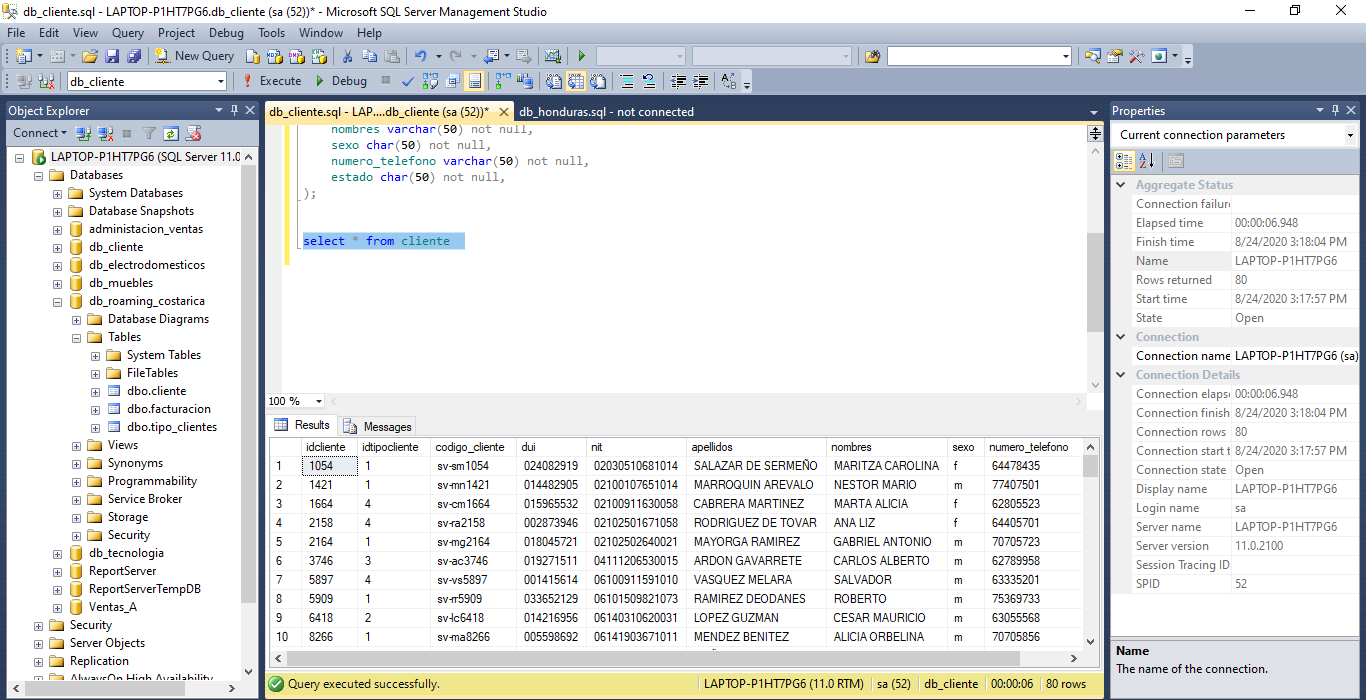 db_cliente.sql - LAPTOP-P1HT7PG6.db_cliente (sa (52))* - Microsoft SQL Server Management Studio
File Edit View Query Project Debug Tools Window Help
New Query
db_cliente Execute Debug
Object Explorer
Connect
LAPTOP-P1HT7PG6 (SQL Server 11.0
Databases
System Databases
Database Snapshots
administacion_ventas
db_cliente
db_electrodomesticos
db_muebles
db_roaming_costarica
Database Diagrams
Tables
System Tables
FileTables
dbo.cliente
dbo.facturacion
dbo.tipo_clientes
Views
Synonyms
Programmability
Service Broker
Storage
Security
db_tecnologia
ReportServer
ReportServerTempDB
Ventas_A
Security
Server Objects
Replication
AlwaysOn High Availability
db_cliente.sql - LAP....db_cliente (sa (52))* db_honduras.sql - not connected
nombres varchar(50) not null,
sexo char(50) not null,
numero_telefono varchar(50) not null,
estado char(50) not null,
);
select * from cliente
100 %
Results Messages
idcliente idtipocliente codigo_cliente dui nit apellidos nombres sexo numero_telefono
1 1054 1 sv-sm1054 024082919 02030510681014 SALAZAR DE SERMEÑO MARITZA CAROLINA f 64478435
2 1421 1 sv-mn1421 014482905 02100107651014 MARROQUIN AREVALO NESTOR MARIO m 77407501
3 1664 4 sv-cm1664 015965532 02100911630058 CABRERA MARTINEZ MARTA ALICIA f 62805523
4 2158 4 sv-ra2158 002873946 02102501671058 RODRIGUEZ DE TOVAR ANA LIZ f 64405701
5 2164 1 sv-mg2164 018045721 02102502640021 MAYORGA RAMIREZ GABRIEL ANTONIO m 70705723
6 3746 3 sv-ac3746 019271511 04111206530015 ARDON GAVARRETE CARLOS ALBERTO m 62789958
7 5897 4 sv-vs5897 001415614 06100911591010 VASQUEZ MELARA SALVADOR m 63335201
8 5909 1 sv-rr5909 033652129 06101509821073 RAMIREZ DEODANES ROBERTO m 75369733
9 6418 2 sv-lc6418 014216956 06140310620031 LOPEZ GUZMAN CESAR MAURICIO m 63055568
10 8266 1 sv-ma8266 005598692 06141903671011 MENDEZ BENITEZ ALICIA ORBELINA m 70705856
Query executed successfully. LAPTOP-P1HT7PG6 (11.0 RTM) sa (52) db_cliente 00:00:06 80 rows
Properties
Current connection parameters
Aggregate Status
Connection failure
Elapsed time 00:00:06.948
Finish time 8/24/2020 3:18:04 PM
Name LAPTOP-P1HT7PG6
Rows returned 80
Start time 8/24/2020 3:17:57 PM
State Open
Connection
Connection name LAPTOP-P1HT7PG6 (sa)
Connection Details
Connection elaps 00:00:06.948
Connection finish 8/24/2020 3:18:04 PM
Connection rows 80
Connection start t 8/24/2020 3:17:57 PM
Connection state Open
Display name LAPTOP-P1HT7PG6
Login name sa
Server name LAPTOP-P1HT7PG6
Server version 11.0.2100
Session Tracing ID
SPID 52
Name
The name of the connection.